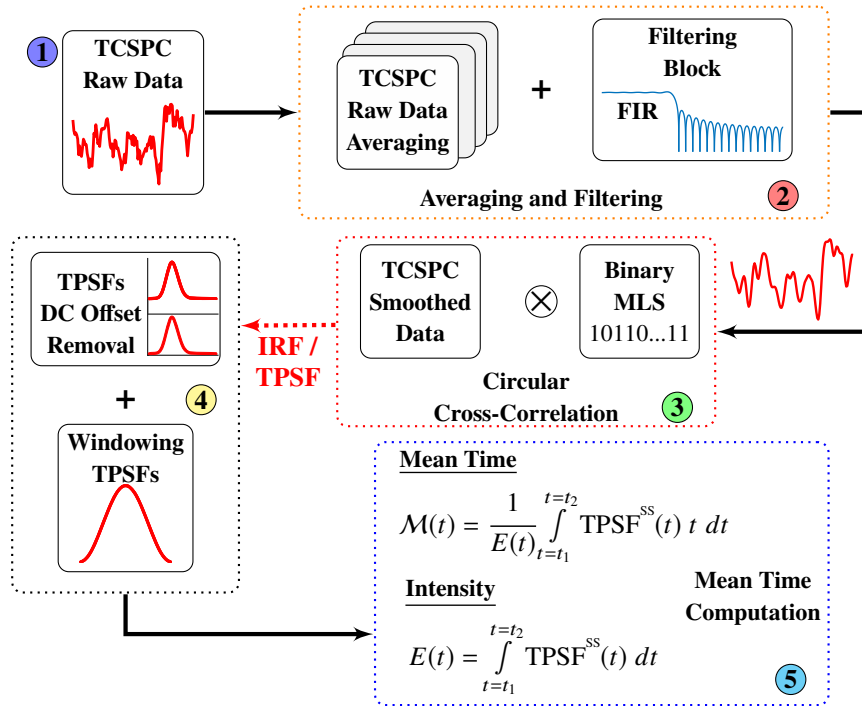 1
TCSPC
Raw Data
TCSPC
Raw Data
Averaging
+
Filtering
Block
FIR
Averaging and Filtering
2
TPSFs
DC Offset
Removal
+
4
Windowing
TPSFs
IRF /
TPSF
TCSPC
Smoothed
Data
⊗
Binary
MLS
10110...11
Circular
Cross-Correlation
3
Mean Time
M(t) = 1/E(t) ∫_{t=t₁}^{t=t₂} TPSF^{SS}(t) t dt
Intensity
E(t) = ∫_{t=t₁}^{t=t₂} TPSF^{SS}(t) dt
Mean Time
Computation
5